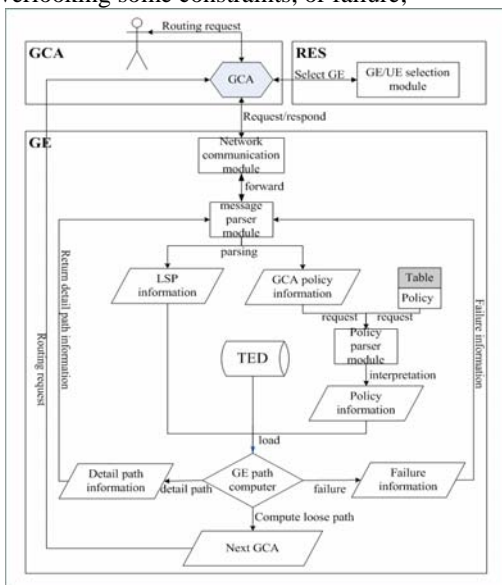 verlooking some constraints, or failure,
Routing request
GCA
RES
GCA
Select GE
GE/UE selection
module
Request/respond
GE
Network
communication
module
forward
message
parser
module
parsing
LSP
information
GCA policy
information
Table
Policy
request
request
Policy
parser
module
interpretation
TED
Policy
information
load
Return detail path information
Routing request
Failure information
Detail path
information
detail path
GE path
computer
failure
Failure
information
Compute loose path
Next GCA